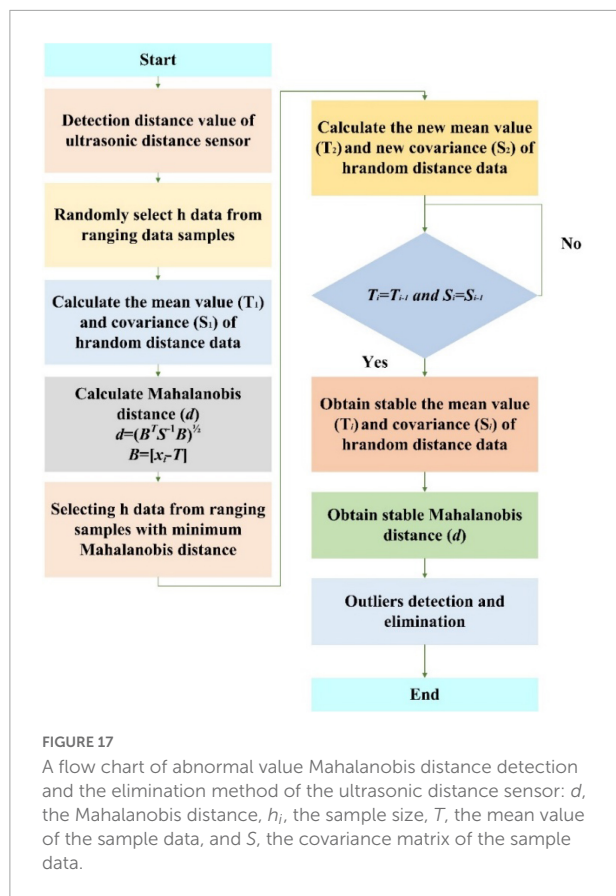 Start
Detection distance value of
ultrasonic distance sensor
Randomly select h data from
ranging data samples
Calculate the mean value (T₁)
and covariance (S₁) of
hrandom distance data
Calculate Mahalanobis
distance (d)
d=(BᵀS⁻¹B)^½
B=[xᵢ-T]
Selecting h data from ranging
samples with minimum
Mahalanobis distance
Calculate the new mean value
(T₂) and new covariance (S₂) of
hrandom distance data
No
Tᵢ=Tᵢ₋₁ and Sᵢ=Sᵢ₋₁
Yes
Obtain stable the mean value
(Tᵢ) and covariance (Sᵢ) of
hrandom distance data
Obtain stable Mahalanobis
distance (d)
Outliers detection and
elimination
End
FIGURE 17
A flow chart of abnormal value Mahalanobis distance detection
and the elimination method of the ultrasonic distance sensor: d,
the Mahalanobis distance, hᵢ, the sample size, T, the mean value
of the sample data, and S, the covariance matrix of the sample
data.